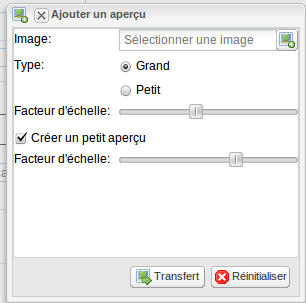 Ajouter un aperçu
Image: Sélectionner une image
Type: Grand
Petit
Facteur d'échelle:
Créer un petit aperçu
Facteur d'échelle:
Transfert Réinitialiser